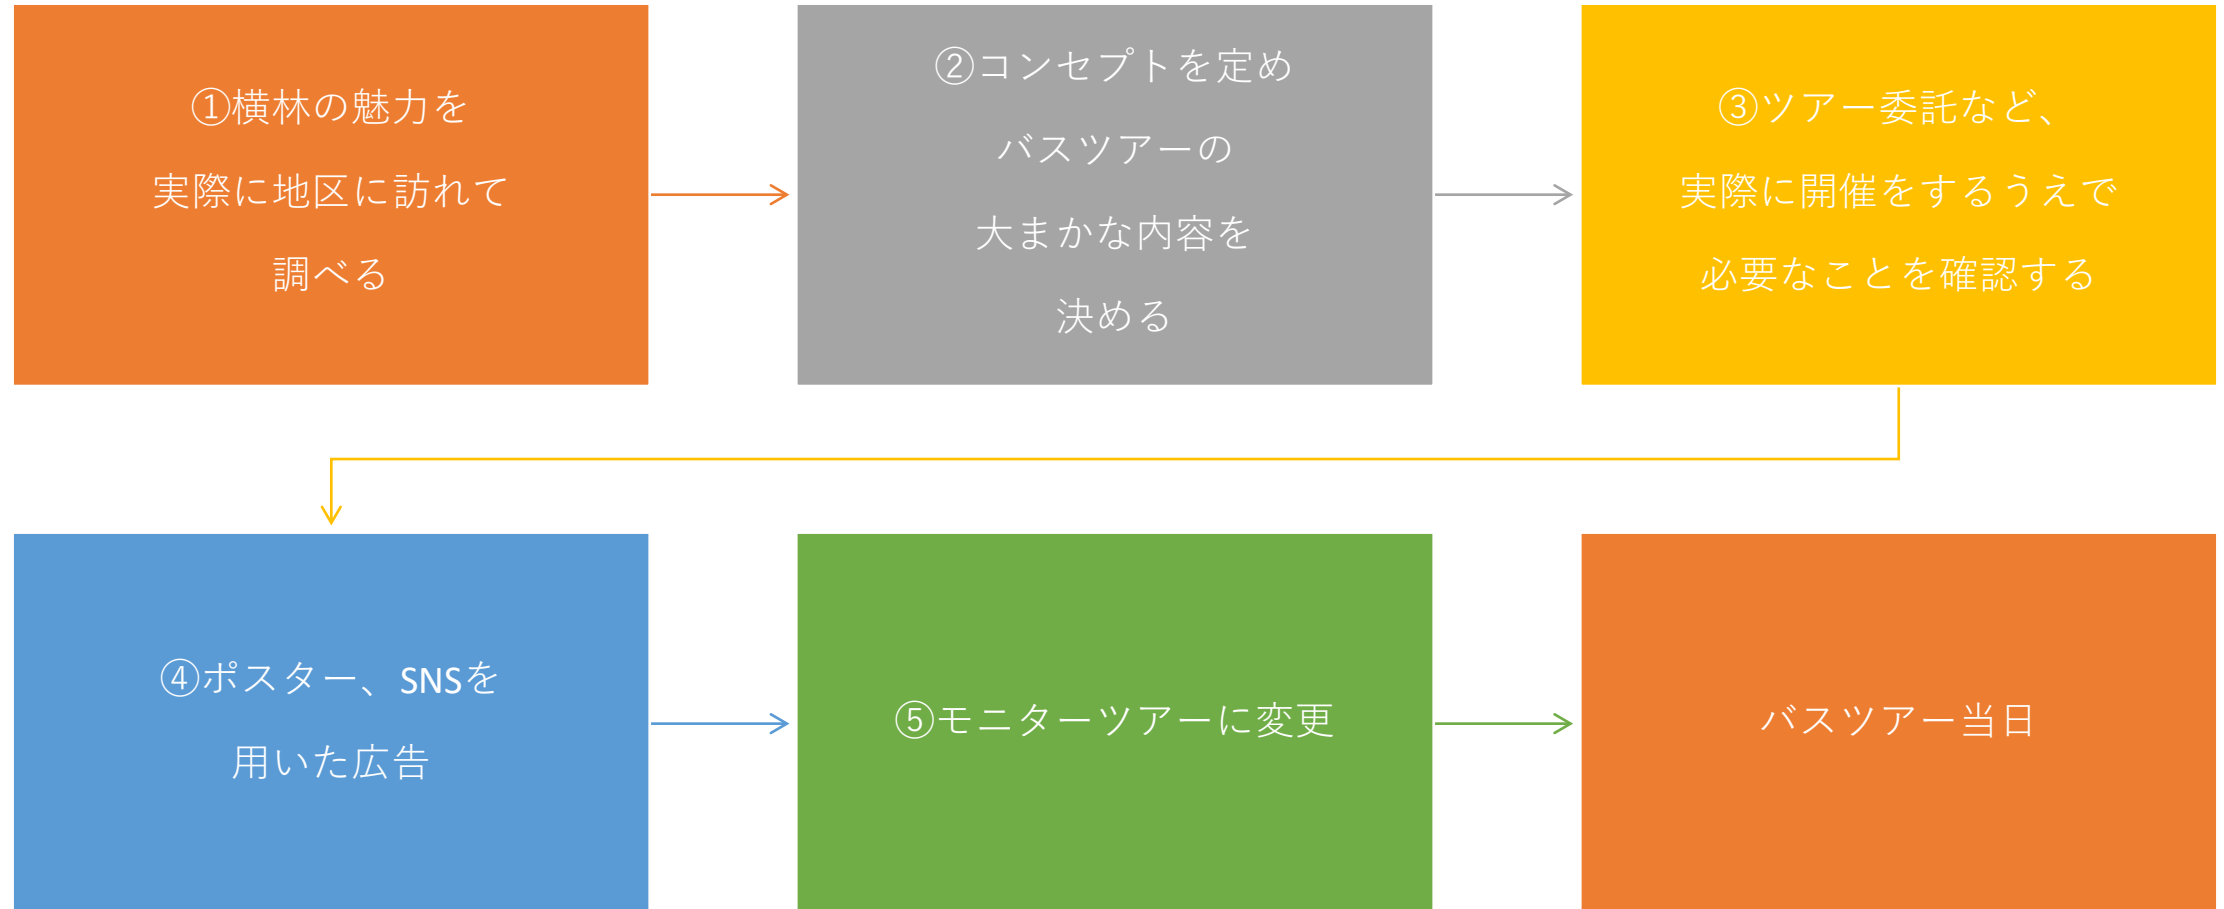 ①横林の魅力を
実際に地区に訪れて
調べる
②コンセプトを定め
バスツアーの
大まかな内容を
決める
③ツアー委託など、
実際に開催をするうえで
必要なことを確認する
④ポスター、SNSを
用いた広告
⑤モニターツアーに変更
バスツアー当日